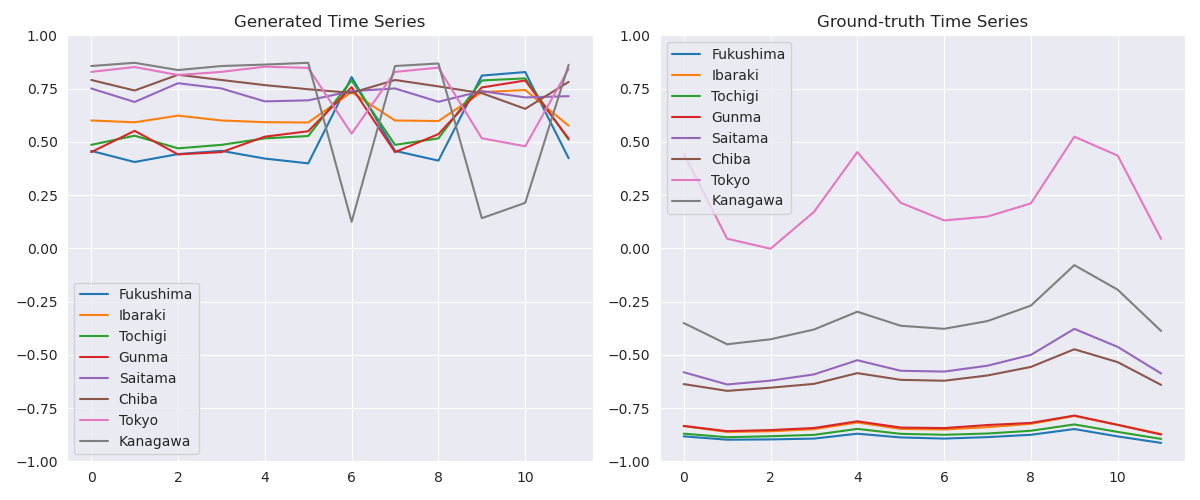 Generated Time Series
1.00
0.75
0.50
0.25
0.00
−0.25
−0.50
−0.75
−1.00
Fukushima
Ibaraki
Tochigi
Gunma
Saitama
Chiba
Tokyo
Kanagawa
0 2 4 6 8 10
Ground-truth Time Series
1.00
0.75
0.50
0.25
0.00
−0.25
−0.50
−0.75
−1.00
Fukushima
Ibaraki
Tochigi
Gunma
Saitama
Chiba
Tokyo
Kanagawa
0 2 4 6 8 10